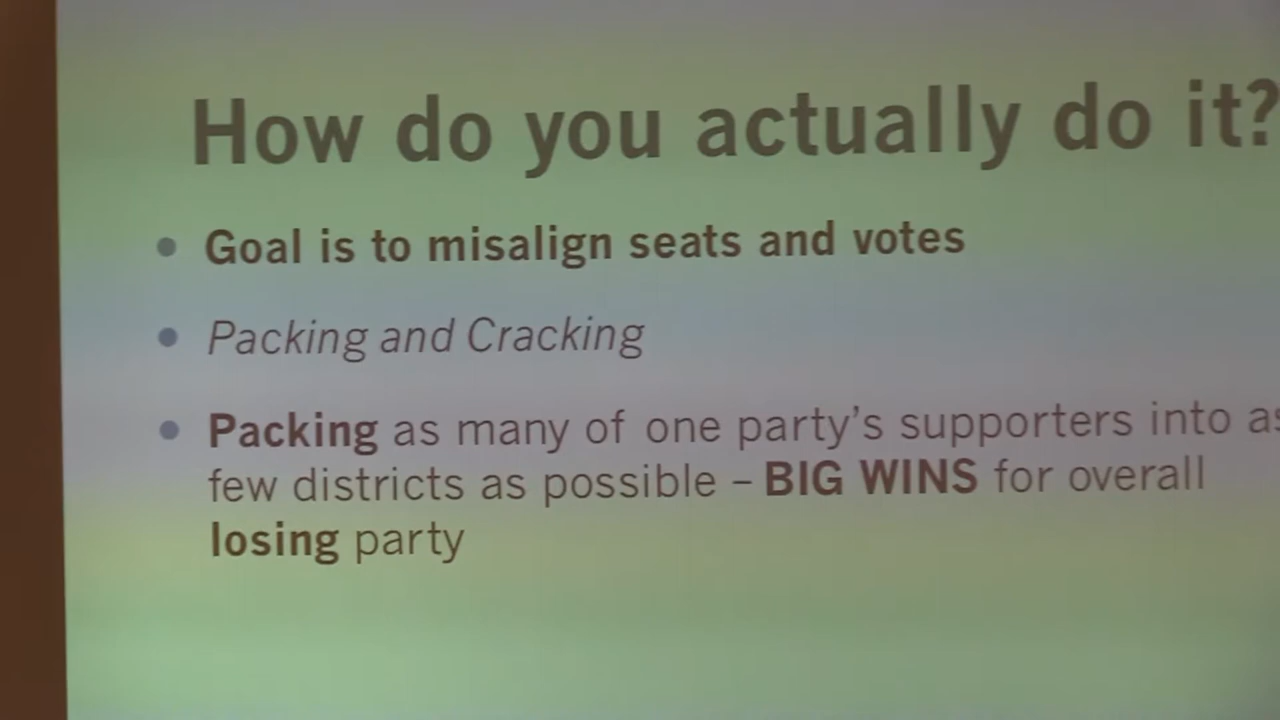 How do you actually do it?
• Goal is to misalign seats and votes
• Packing and Cracking
• Packing as many of one party's supporters into as
few districts as possible – BIG WINS for overall
losing party